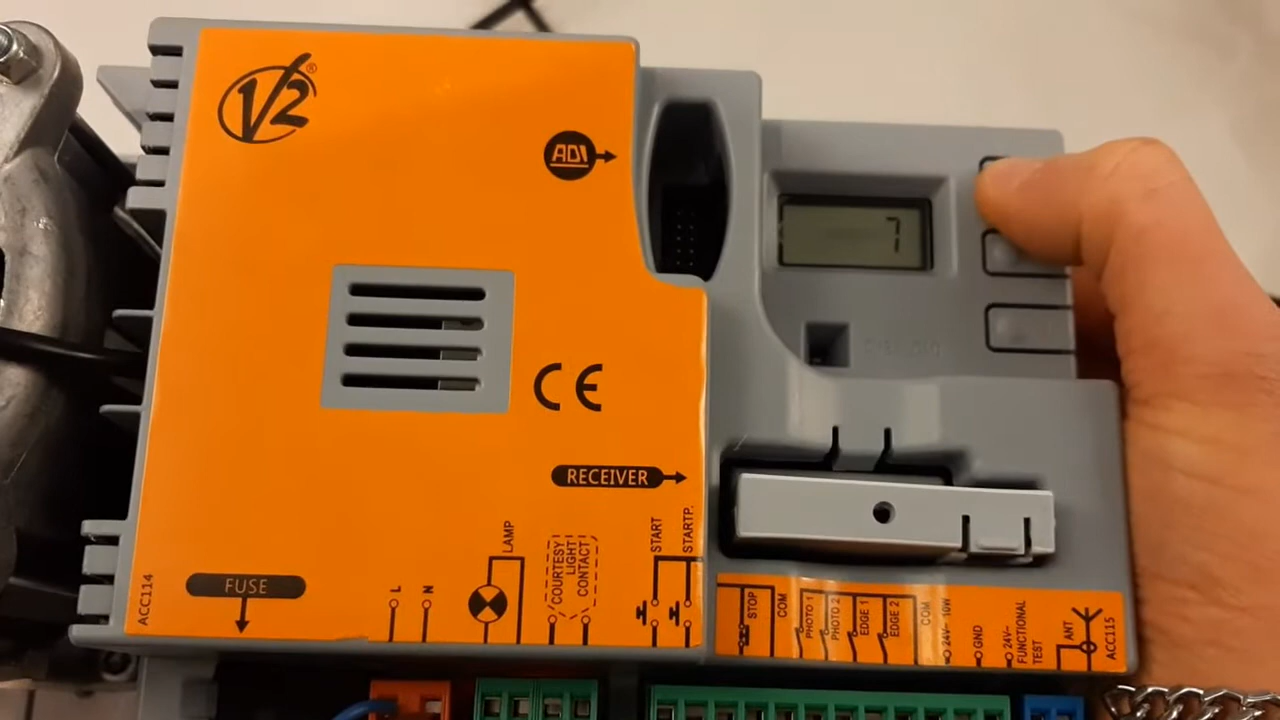 V2®
ADI
7
CE
RECEIVER
LAMP
COURTESY
LIGHT
CONTACT
START
STARTP.
ACC114
FUSE
L
N
STOP
COM
PHOTO 1
PHOTO 2
EDGE 1
EDGE 2
COM
24V~ 10W
GND
24V~
FUNCTIONAL
TEST
ANT
ACC115